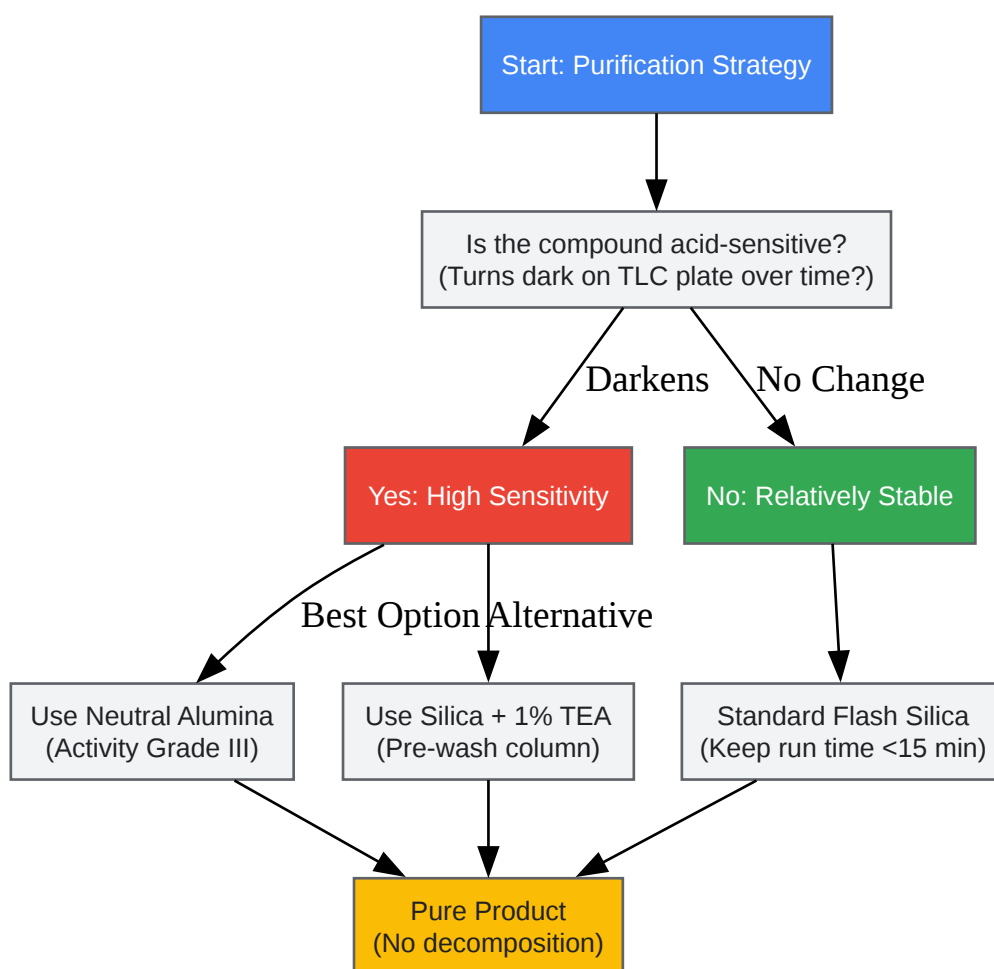 Start: Purification Strategy
Is the compound acid-sensitive?
(Turns dark on TLC plate over time?)
Darkens
No Change
Yes: High Sensitivity
No: Relatively Stable
Best Option
Alternative
Use Neutral Alumina
(Activity Grade III)
Use Silica + 1% TEA
(Pre-wash column)
Standard Flash Silica
(Keep run time <15 min)
Pure Product
(No decomposition)